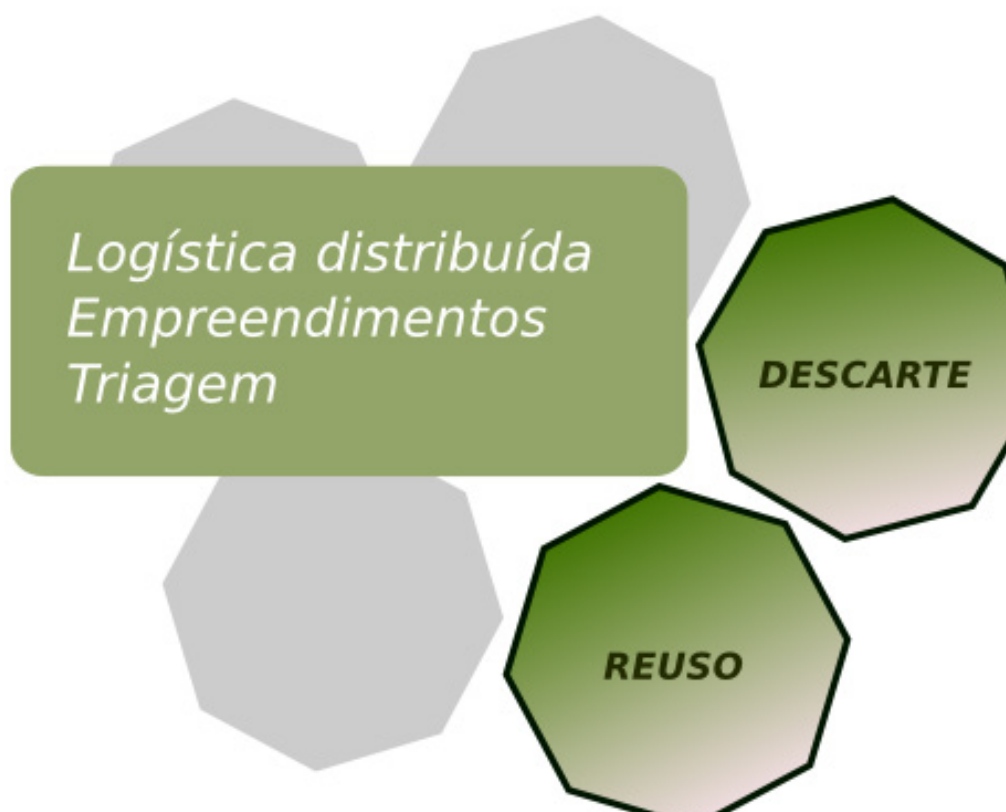 Logística distribuída
Empreendimentos
Triagem
DESCARTE
REUSO